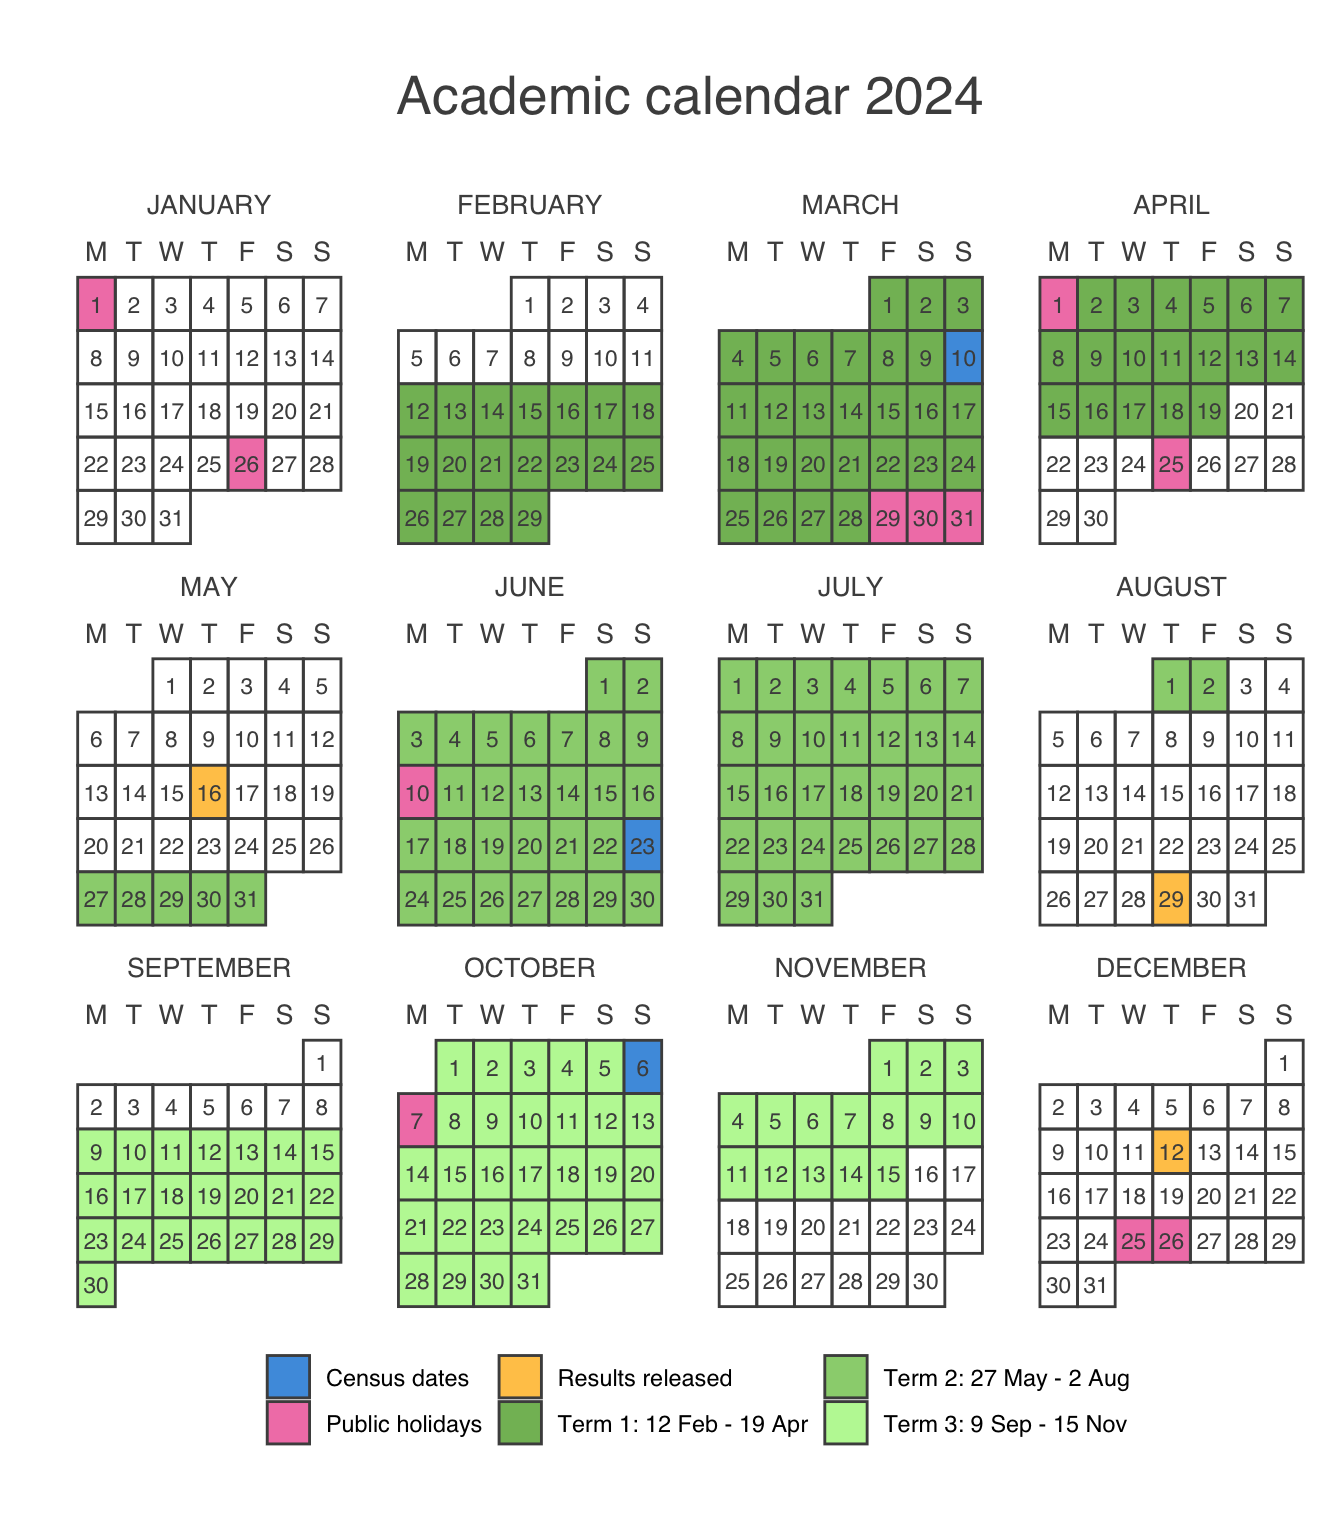 Academic calendar 2024
JANUARY FEBRUARY MARCH APRIL
M T W T F S S M T W T F S S M T W T F S S M T W T F S S
1 2 3 4 5 6 7 1 2 3 4 1 2 3 1 2 3 4 5 6 7
8 9 10 11 12 13 14 5 6 7 8 9 10 11 4 5 6 7 8 9 10 8 9 10 11 12 13 14
15 16 17 18 19 20 21 12 13 14 15 16 17 18 11 12 13 14 15 16 17 15 16 17 18 19 20 21
22 23 24 25 26 27 28 19 20 21 22 23 24 25 18 19 20 21 22 23 24 22 23 24 25 26 27 28
29 30 31 26 27 28 29 25 26 27 28 29 30 31 29 30
MAY JUNE JULY AUGUST
M T W T F S S M T W T F S S M T W T F S S M T W T F S S
1 2 3 4 5 1 2 1 2 3 4 5 6 7 1 2 3 4
6 7 8 9 10 11 12 3 4 5 6 7 8 9 8 9 10 11 12 13 14 5 6 7 8 9 10 11
13 14 15 16 17 18 19 10 11 12 13 14 15 16 15 16 17 18 19 20 21 12 13 14 15 16 17 18
20 21 22 23 24 25 26 17 18 19 20 21 22 23 22 23 24 25 26 27 28 19 20 21 22 23 24 25
27 28 29 30 31 24 25 26 27 28 29 30 29 30 31 26 27 28 29 30 31
SEPTEMBER OCTOBER NOVEMBER DECEMBER
M T W T F S S M T W T F S S M T W T F S S M T W T F S S
1 1 2 3 4 5 6 1 2 3 1
2 3 4 5 6 7 8 7 8 9 10 11 12 13 4 5 6 7 8 9 10 2 3 4 5 6 7 8
9 10 11 12 13 14 15 14 15 16 17 18 19 20 11 12 13 14 15 16 17 9 10 11 12 13 14 15
16 17 18 19 20 21 22 21 22 23 24 25 26 27 18 19 20 21 22 23 24 16 17 18 19 20 21 22
23 24 25 26 27 28 29 28 29 30 31 25 26 27 28 29 30 23 24 25 26 27 28 29
30 30 31
Census dates Results released Term 2: 27 May - 2 Aug
Public holidays Term 1: 12 Feb - 19 Apr Term 3: 9 Sep - 15 Nov